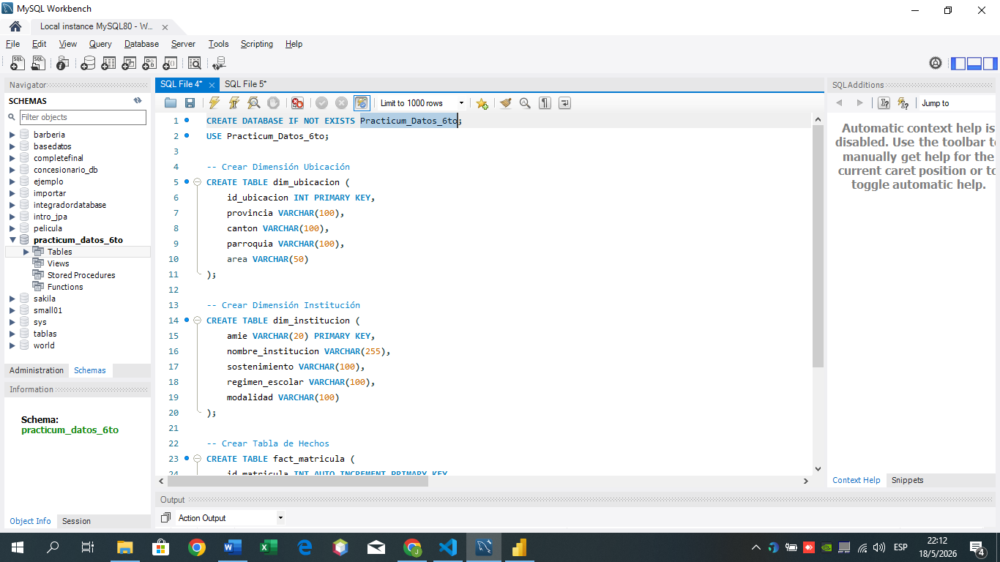 MySQL Workbench
Local instance MySQL80 - W...
File Edit View Query Database Server Tools Scripting Help
Navigator
SCHEMAS
Filter objects
barberia
basedatos
completefinal
concesionario_db
ejemplo
importar
integradordatabase
intro_jpa
pelicula
practicum_datos_6to
Tables
Views
Stored Procedures
Functions
sakila
small01
sys
tablas
world
Administration Schemas
Information
Schema:
practicum_datos_6to
Object Info Session
SQL File 4* SQL File 5*
Limit to 1000 rows
1 CREATE DATABASE IF NOT EXISTS Practicum_Datos_6to;
2 USE Practicum_Datos_6to;
3
4 -- Crear Dimensión Ubicación
5 CREATE TABLE dim_ubicacion (
6 id_ubicacion INT PRIMARY KEY,
7 provincia VARCHAR(100),
8 canton VARCHAR(100),
9 parroquia VARCHAR(100),
10 area VARCHAR(50)
11 );
12
13 -- Crear Dimensión Institución
14 CREATE TABLE dim_institucion (
15 amie VARCHAR(20) PRIMARY KEY,
16 nombre_institucion VARCHAR(255),
17 sostenimiento VARCHAR(100),
18 regimen_escolar VARCHAR(100),
19 modalidad VARCHAR(100)
20 );
21
22 -- Crear Tabla de Hechos
23 CREATE TABLE fact_matricula (
24 id_matricula INT AUTO_INCREMENT PRIMARY KEY
Output
Action Output
SQLAdditions
Jump to
Automatic context help is
disabled. Use the toolbar to
manually get help for the
current caret position or to
toggle automatic help.
Context Help Snippets
ESP
22:12
18/5/2026
4